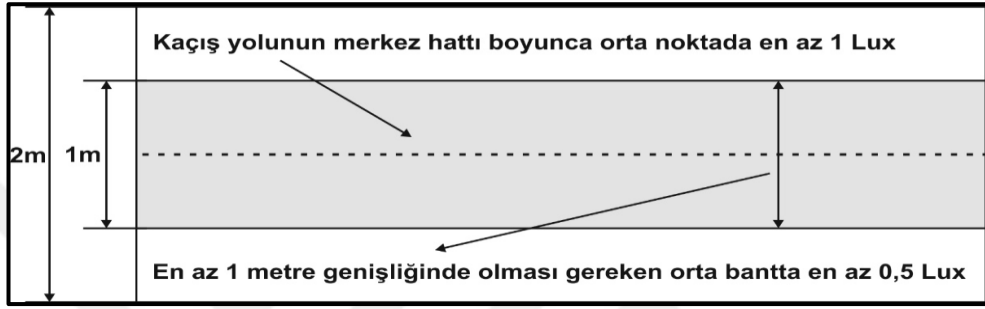 Kaçış yolunun merkez hattı boyunca orta noktada en az 1 Lux
2m
1m
En az 1 metre genişliğinde olması gereken orta bantta en az 0,5 Lux